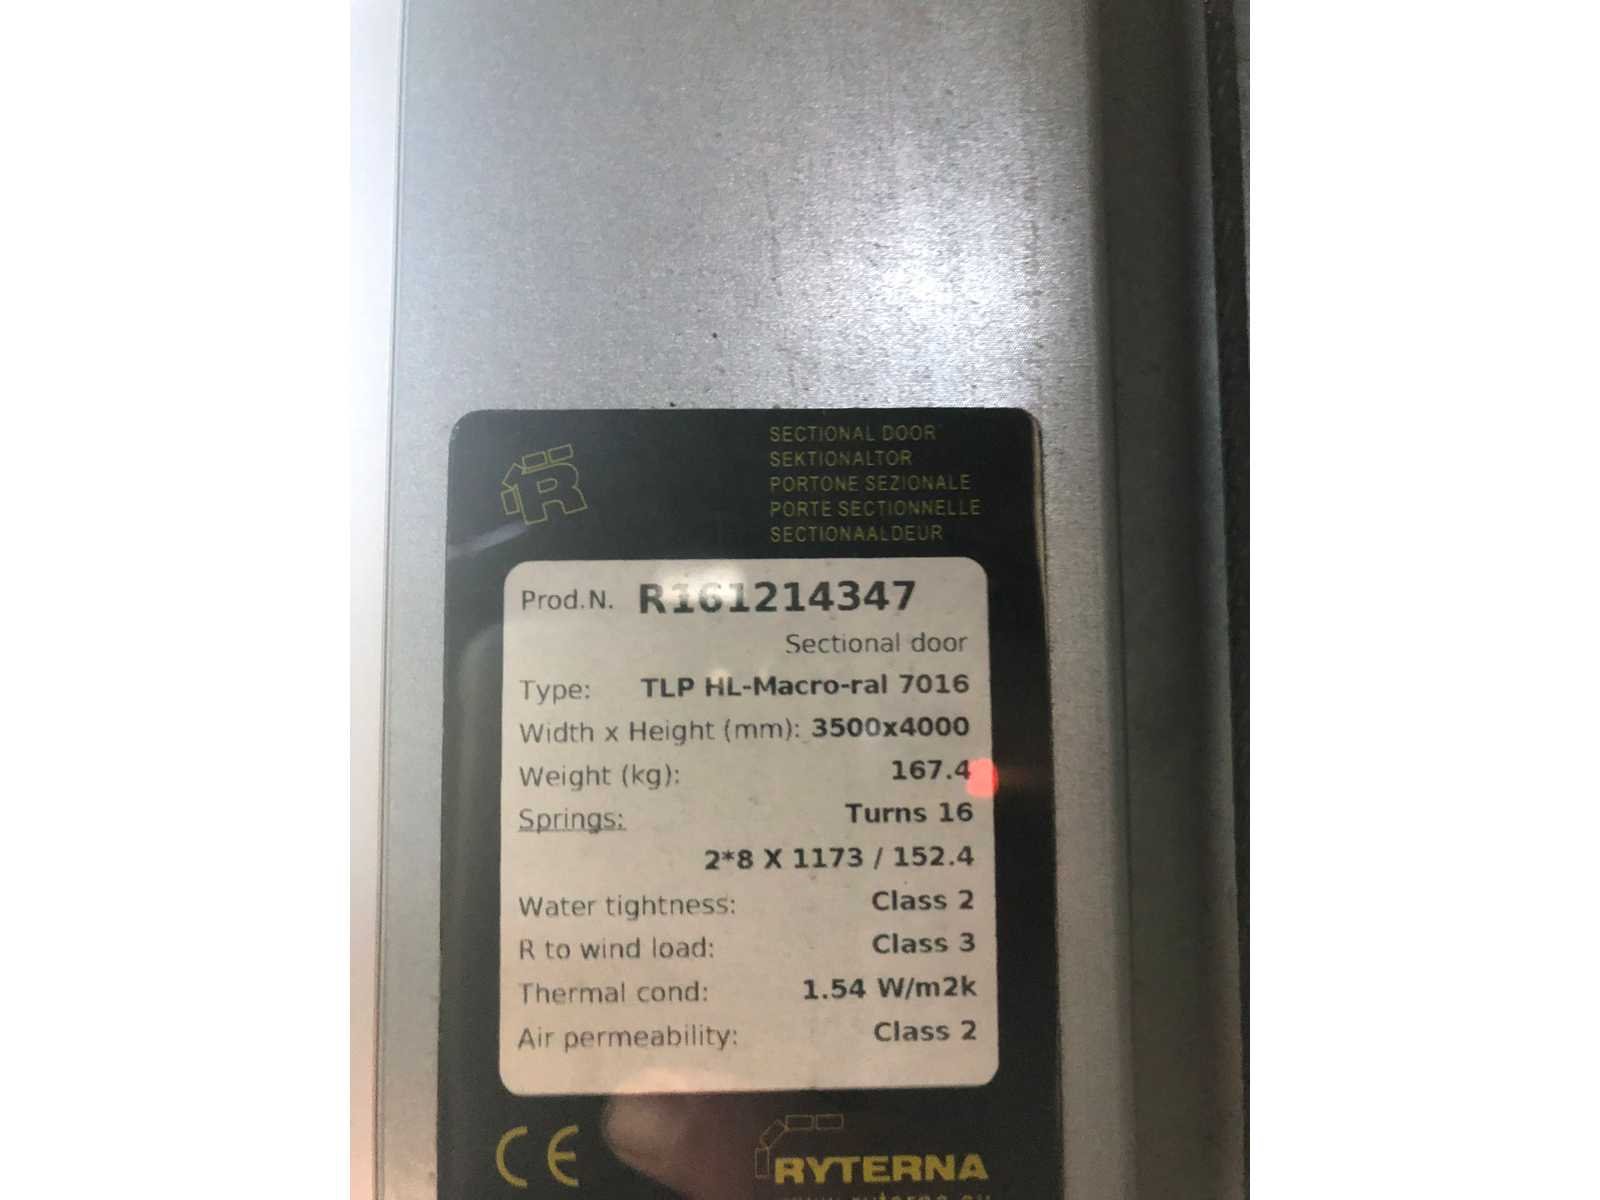 SECTIONAL DOOR
SEKTIONALTOR
PORTONE SEZIONALE
PORTE SECTIONNELLE
SECTIONAALDEUR
R
Prod.N. R161214347
Sectional door
Type: TLP HL-Macro-ral 7016
Width x Height (mm): 3500x4000
Weight (kg): 167.4
Springs: Turns 16
2*8 X 1173 / 152.4
Water tightness: Class 2
R to wind load: Class 3
Thermal cond: 1.54 W/m2k
Air permeability: Class 2
CE
RYTERNA